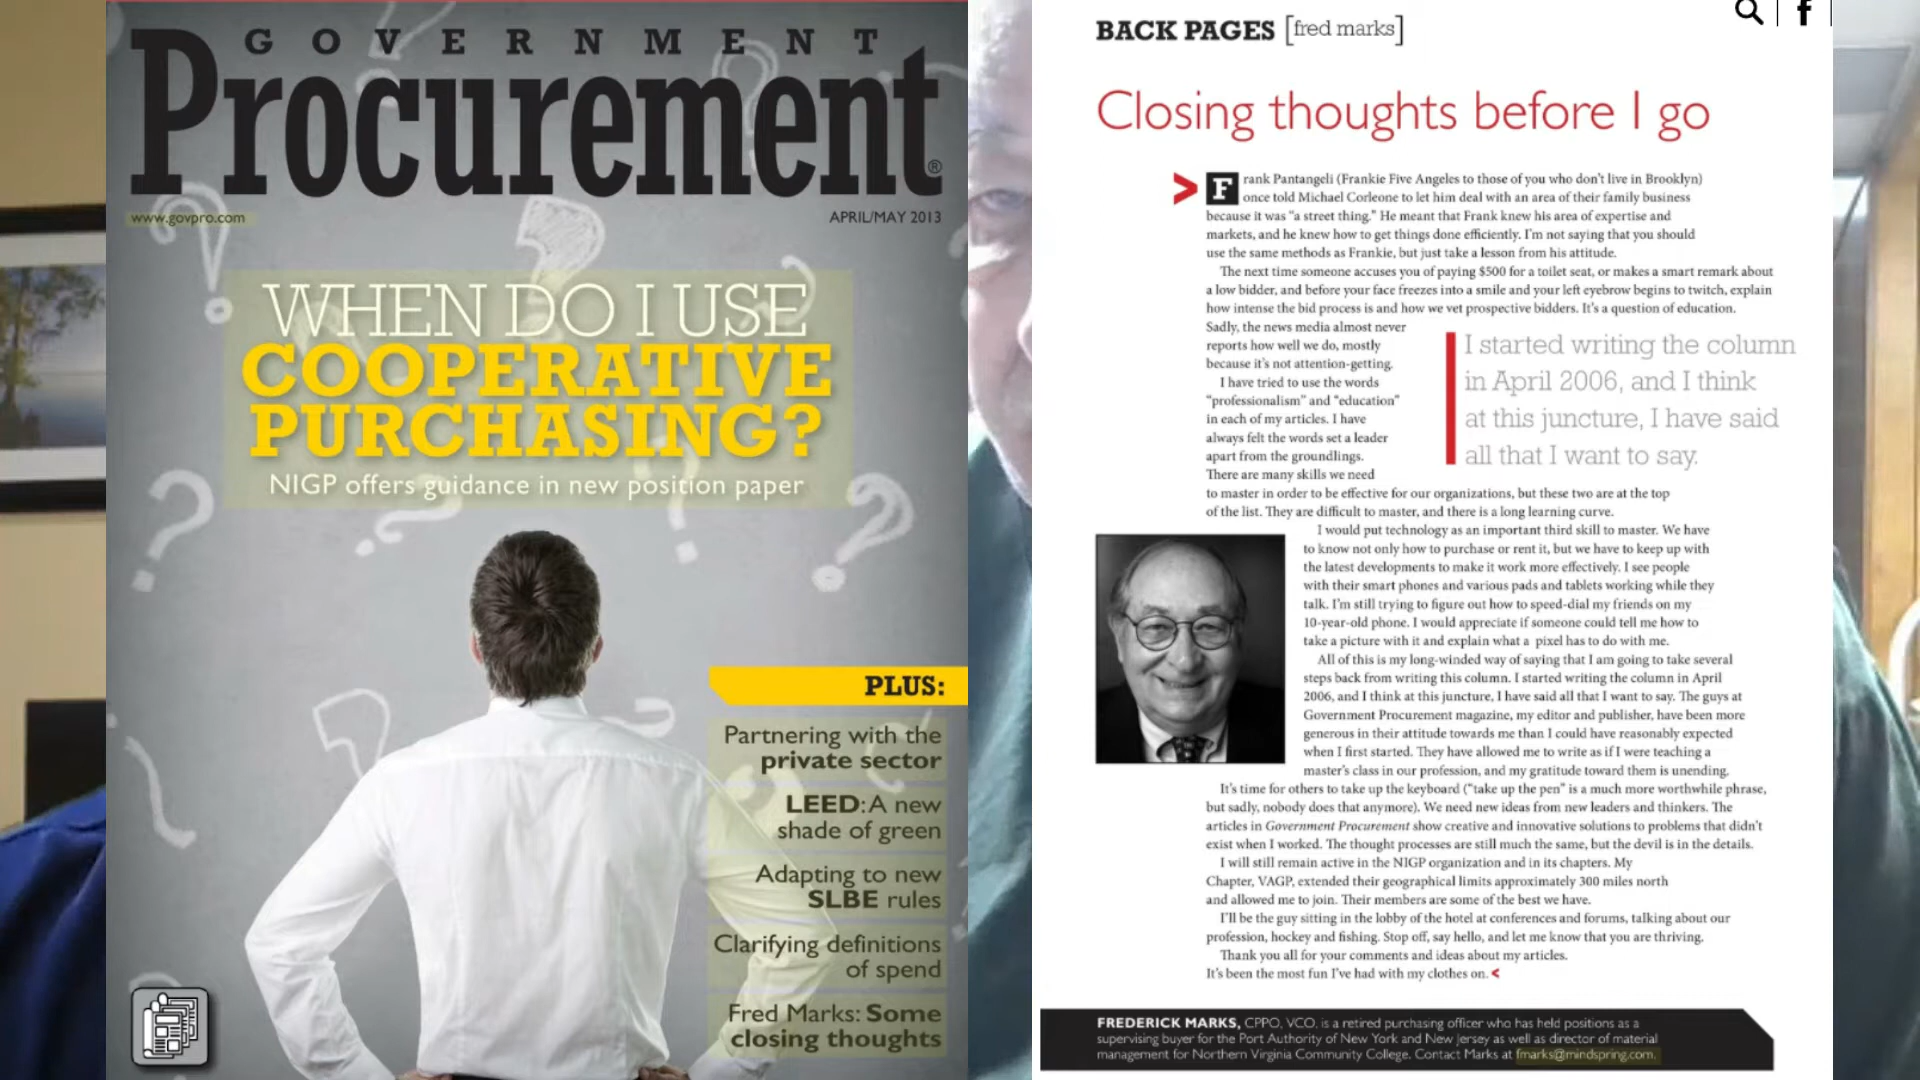 GOVERNMENT
Procurement®
www.govpro.com
APRIL/MAY 2013
WHEN DO I USE
COOPERATIVE
PURCHASING?
NIGP offers guidance in new position paper
PLUS:
Partnering with the
private sector
LEED: A new
shade of green
Adapting to new
SLBE rules
Clarifying definitions
of spend
Fred Marks: Some
closing thoughts
BACK PAGES [fred marks]
Closing thoughts before I go
> Frank Pantangeli (Frankie Five Angeles to those of you who don't live in Brooklyn)
once told Michael Corleone to let him deal with an area of their family business
because it was "a street thing." He meant that Frank knew his area of expertise and
markets, and he knew how to get things done efficiently. I'm not saying that you should
use the same methods as Frankie, but just take a lesson from his attitude.
The next time someone accuses you of paying $500 for a toilet seat, or makes a smart remark about
a low bidder, and before your face freezes into a smile and your left eyebrow begins to twitch, explain
how intense the bid process is and how we vet prospective bidders. It's a question of education.
Sadly, the news media almost never
reports how well we do, mostly
because it's not attention-getting.
I have tried to use the words
"professionalism" and "education"
in each of my articles. I have
always felt the words set a leader
apart from the groundlings.
There are many skills we need
to master in order to be effective for our organizations, but these two are at the top
of the list. They are difficult to master, and there is a long learning curve.
I started writing the column
in April 2006, and I think
at this juncture, I have said
all that I want to say.
I would put technology as an important third skill to master. We have
to know not only how to purchase or rent it, but we have to keep up with
the latest developments to make it work more effectively. I see people
with their smart phones and various pads and tablets working while they
talk. I'm still trying to figure out how to speed-dial my friends on my
10-year-old phone. I would appreciate if someone could tell me how to
take a picture with it and explain what a pixel has to do with me.
All of this is my long-winded way of saying that I am going to take several
steps back from writing this column. I started writing the column in April
2006, and I think at this juncture, I have said all that I want to say. The guys at
Government Procurement magazine, my editor and publisher, have been more
generous in their attitude towards me than I could have reasonably expected
when I first started. They have allowed me to write as if I were teaching a
master's class in our profession, and my gratitude toward them is unending.
It's time for others to take up the keyboard ("take up the pen" is a much more worthwhile phrase,
but sadly, nobody does that anymore). We need new ideas from new leaders and thinkers. The
articles in Government Procurement show creative and innovative solutions to problems that didn't
exist when I worked. The thought processes are still much the same, but the devil is in the details.
I will still remain active in the NIGP organization and in its chapters. My
Chapter, VAGP, extended their geographical limits approximately 300 miles north
and allowed me to join. Their members are some of the best we have.
I'll be the guy sitting in the lobby of the hotel at conferences and forums, talking about our
profession, hockey and fishing. Stop off, say hello, and let me know that you are thriving.
Thank you all for your comments and ideas about my articles.
It's been the most fun I've had with my clothes on. <
FREDERICK MARKS, CPPO, VCO, is a retired purchasing officer who has held positions as a
supervising buyer for the Port Authority of New York and New Jersey as well as director of material
management for Northern Virginia Community College. Contact Marks at fmarks@mindspring.com.